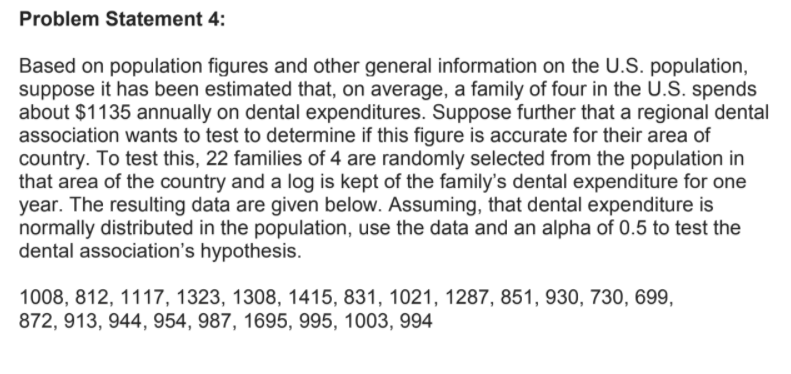 Problem Statement 4:
Based on population figures and other general information on the U.S. population,
suppose it has been estimated that, on average, a family of four in the U.S. spends
about $1135 annually on dental expenditures. Suppose further that a regional dental
association wants to test to determine if this figure is accurate for their area of
country. To test this, 22 families of 4 are randomly selected from the population in
that area of the country and a log is kept of the family's dental expenditure for one
year. The resulting data are given below. Assuming, that dental expenditure is
normally distributed in the population, use the data and an alpha of 0.5 to test the
dental association's hypothesis.
1008, 812, 1117, 1323, 1308, 1415, 831, 1021, 1287, 851, 930, 730, 699,
872, 913, 944, 954, 987, 1695, 995, 1003, 994